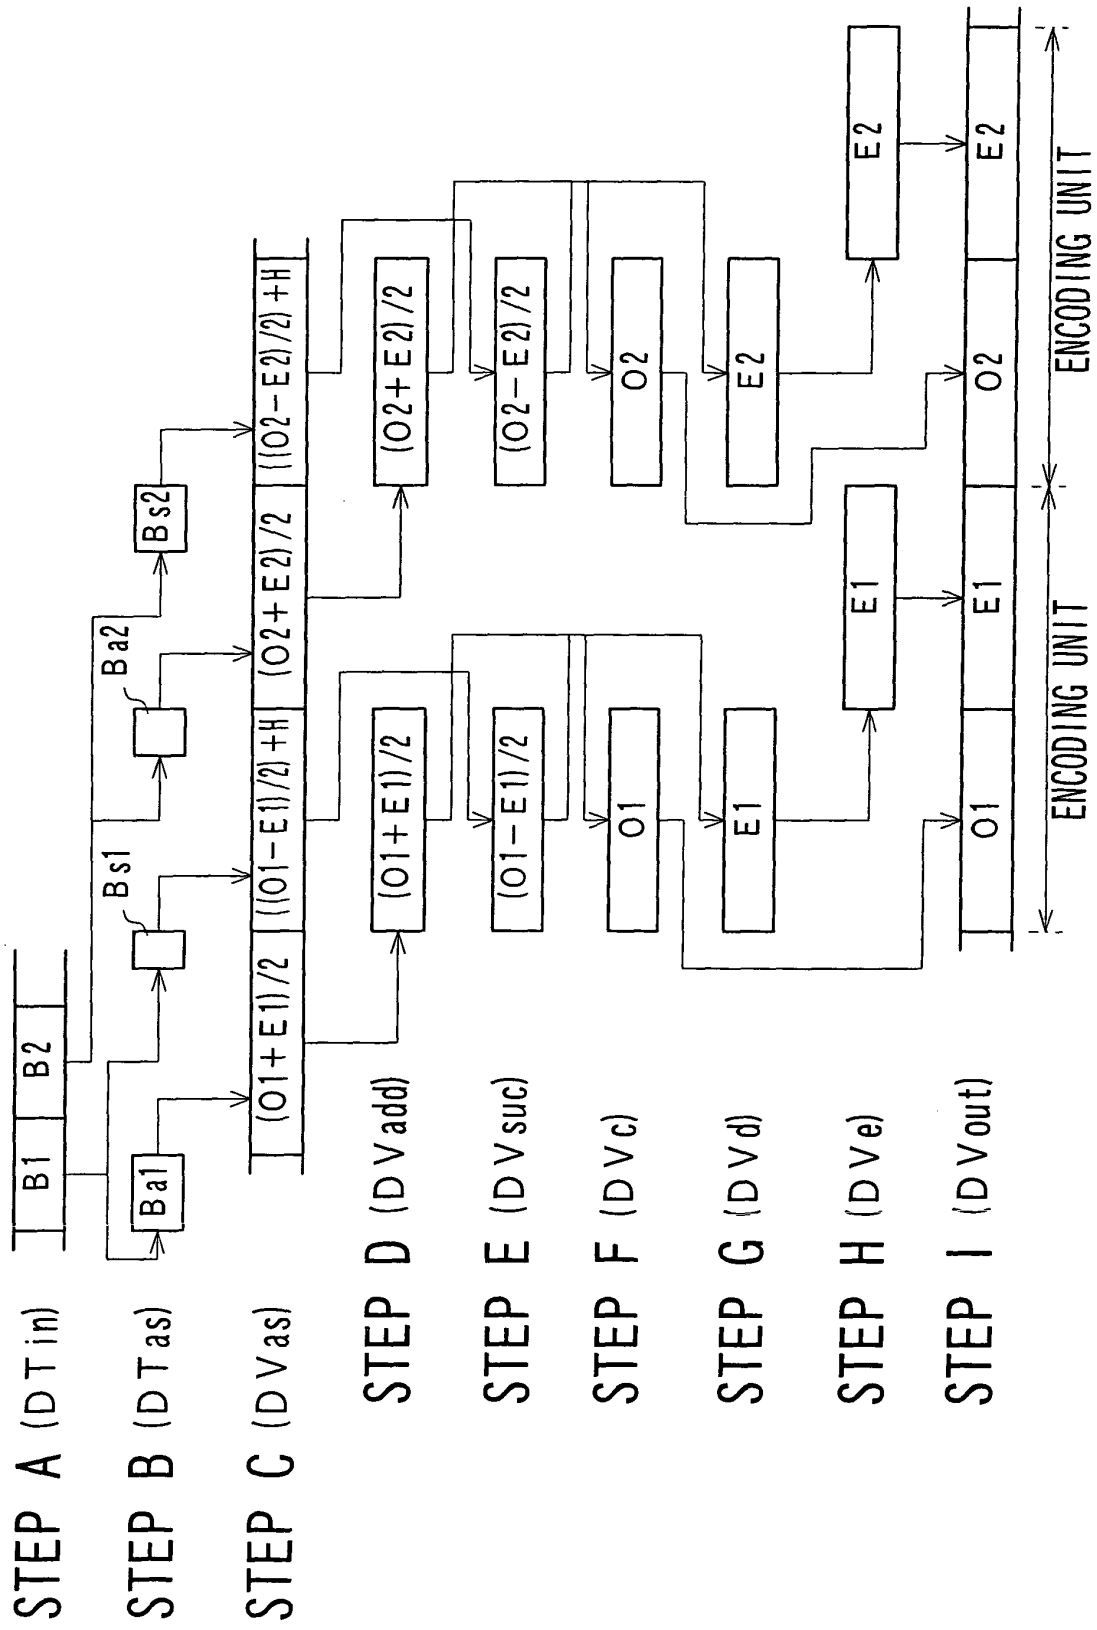 STEP A (DTin)
B1
B2
STEP B (DTas)
Ba1
Bs1
Ba2
Bs2
STEP C (DVas)
(O1+E1)/2
((O1-E1)/2)+H
(O2+E2)/2
((O2-E2)/2)+H
STEP D (DVadd)
(O1+E1)/2
(O2+E2)/2
STEP E (DVsuc)
(O1-E1)/2
(O2-E2)/2
STEP F (DVc)
O1
O2
STEP G (DVd)
E1
E2
STEP H (DVe)
E1
E2
STEP I (DVout)
O1
E1
O2
E2
ENCODING UNIT
ENCODING UNIT